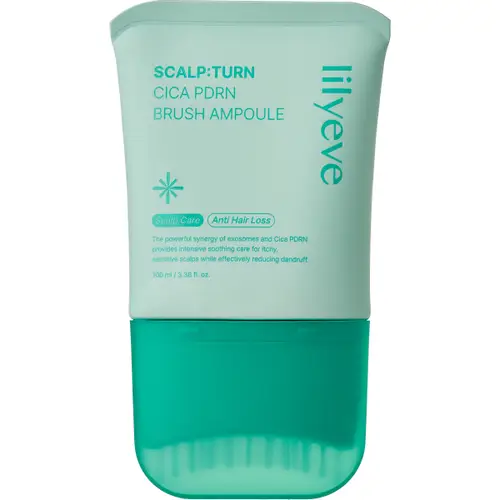 SCALP:TURN
CICA PDRN
BRUSH AMPOULE
lilyeve
Scalp Care
Anti Hair Loss
The powerful synergy of exosomes and Cica PDRN
provides intensive soothing care for itchy,
sensitive scalps while effectively reducing dandruff.
100 ml / 3.38 fl. oz.